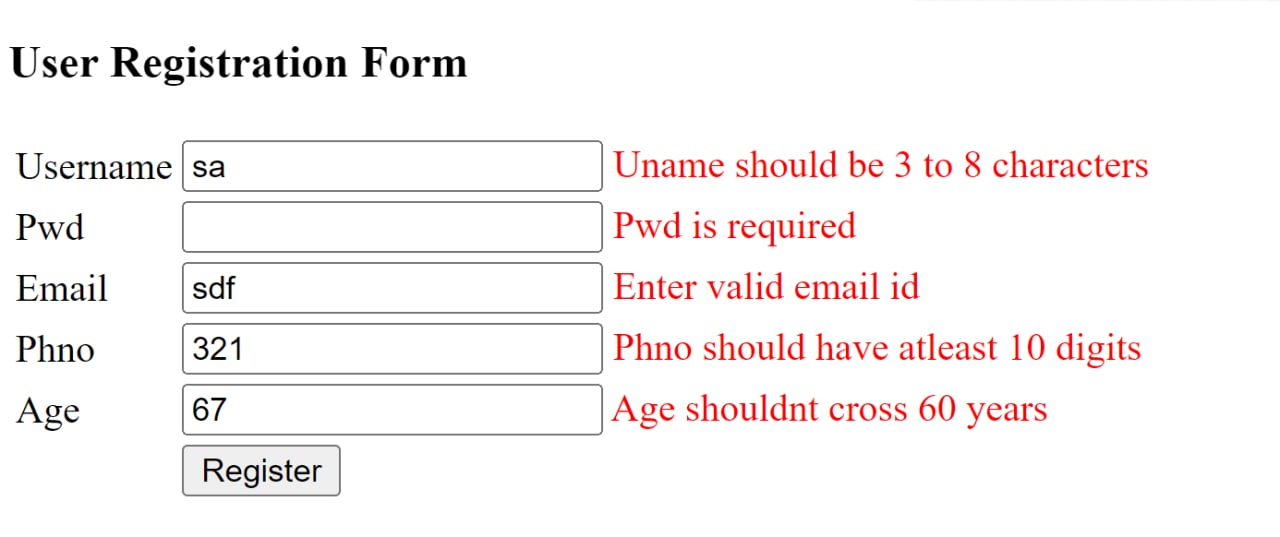 User Registration Form
Username sa Uname should be 3 to 8 characters
Pwd Pwd is required
Email sdf Enter valid email id
Phno 321 Phno should have atleast 10 digits
Age 67 Age shouldnt cross 60 years
Register